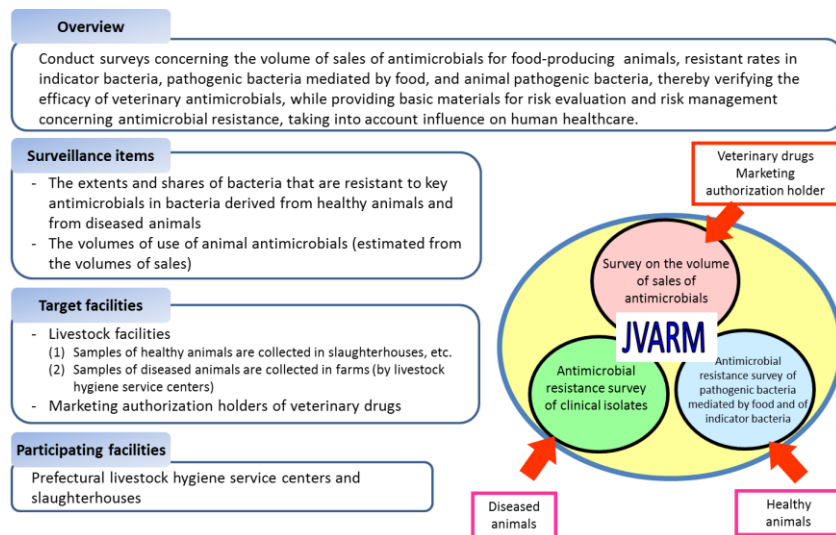 Overview
Conduct surveys concerning the volume of sales of antimicrobials for food-producing animals, resistant rates in
indicator bacteria, pathogenic bacteria mediated by food, and animal pathogenic bacteria, thereby verifying the
efficacy of veterinary antimicrobials, while providing basic materials for risk evaluation and risk management
concerning antimicrobial resistance, taking into account influence on human healthcare.
Surveillance items
- The extents and shares of bacteria that are resistant to key
antimicrobials in bacteria derived from healthy animals and
from diseased animals
- The volumes of use of animal antimicrobials (estimated from
the volumes of sales)
Target facilities
- Livestock facilities
(1) Samples of healthy animals are collected in slaughterhouses, etc.
(2) Samples of diseased animals are collected in farms (by livestock
hygiene service centers)
- Marketing authorization holders of veterinary drugs
Participating facilities
Prefectural livestock hygiene service centers and
slaughterhouses
Veterinary drugs
Marketing
authorization holder
Survey on the volume
of sales of
antimicrobials
JVARM
Antimicrobial
resistance survey
of clinical isolates
Antimicrobial
resistance survey of
pathogenic bacteria
mediated by food and of
indicator bacteria
Diseased
animals
Healthy
animals